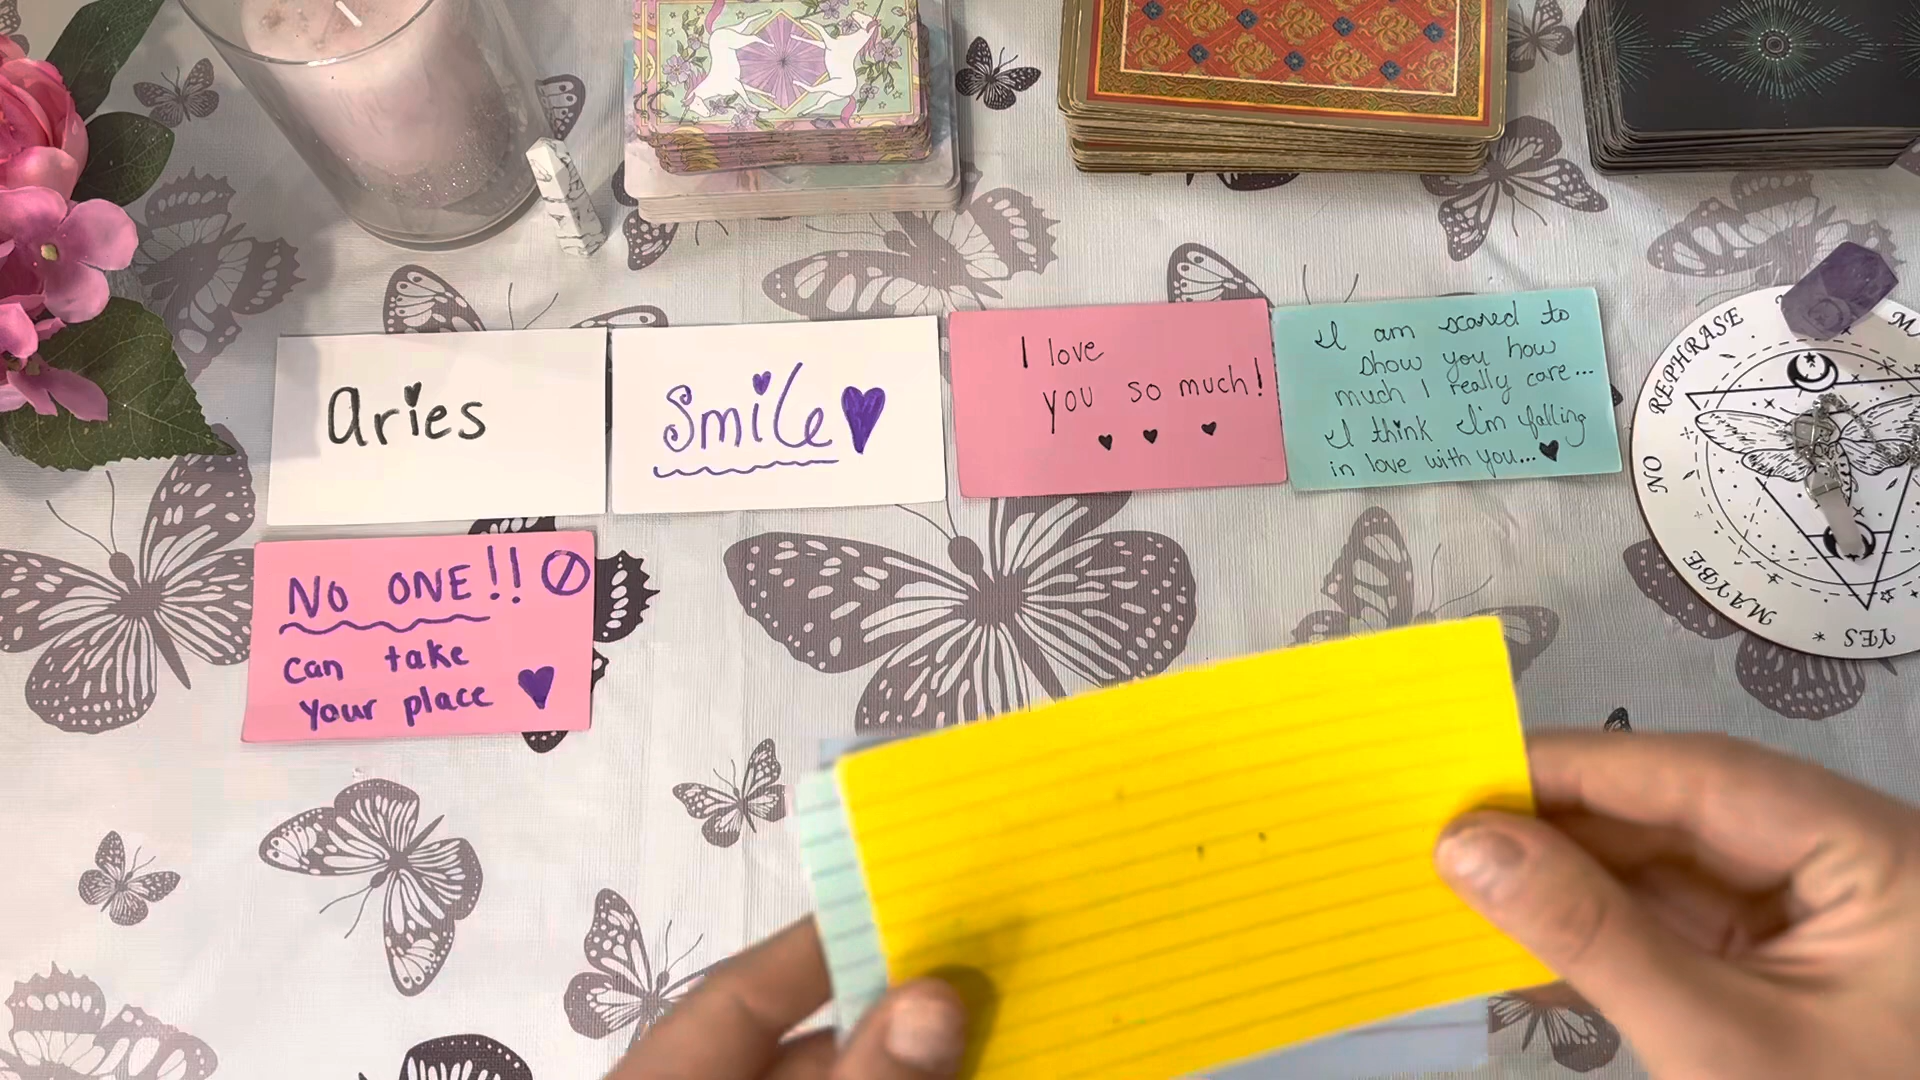 Aries
Smile
I love
you so much!
I am scared to
show you how
much I really care...
I think I'm falling
in love with you...
NO ONE!!
can take
your place
REPHRASE
NO
MAYBE
YES